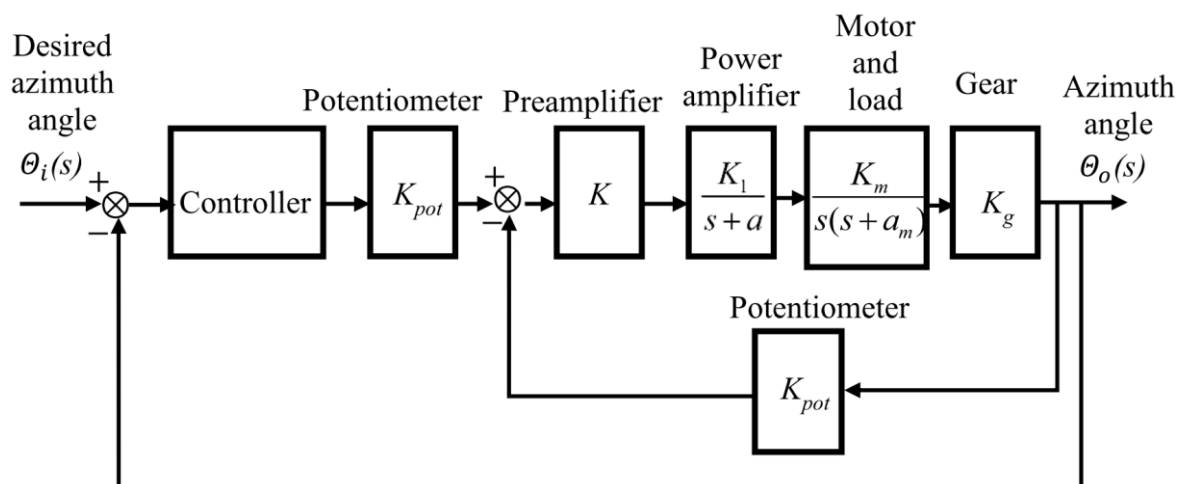 Desired
azimuth
angle
Θi(s)
+
−
Controller
Potentiometer
Kpot
+
−
Preamplifier
K
Power
amplifier
K1
s + a
Motor
and
load
Km
s(s + am)
Gear
Kg
Azimuth
angle
Θo(s)
Potentiometer
Kpot